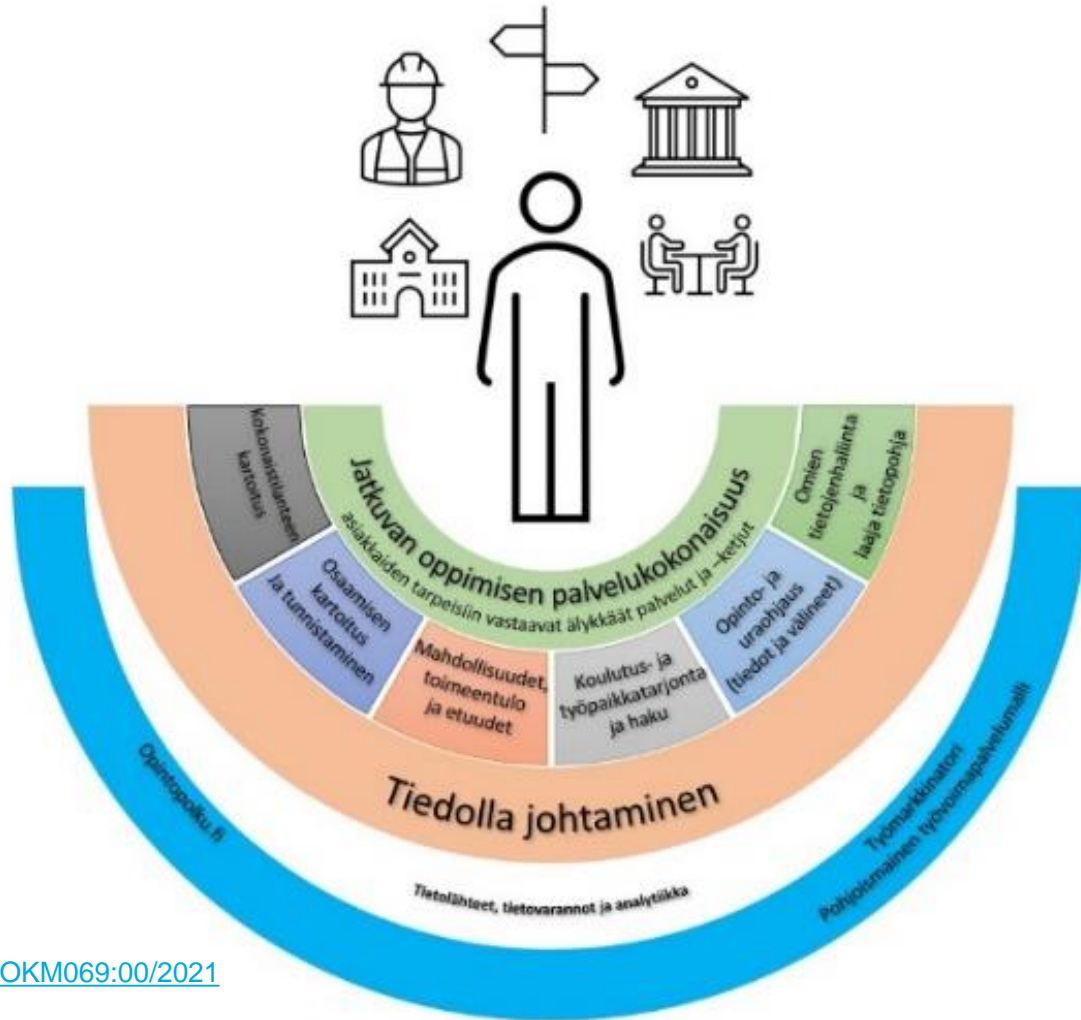 Jatkuvan oppimisen palvelukokonaisuus
asiakkaiden tarpeisiin vastaavat älykkäät palvelut ja –ketjut
Kokonaistilanteen
kartoitus
Osaamisen
kartoitus
ja tunnistaminen
Mahdollisuudet,
toimeentulo
ja etuudet
Koulutus- ja
työpaikkatarjonta
ja haku
Opinto- ja
uraohjaus
(tiedot ja välineet)
Omien
tietojenhallinta
ja
laaja tietopohja
Tiedolla johtaminen
Tietolähteet, tietovarannot ja analytiikka
Opintopolku.fi
Työmarkkinatori
Pohjoismainen työvoimapalvelumalli
OKM069:00/2021